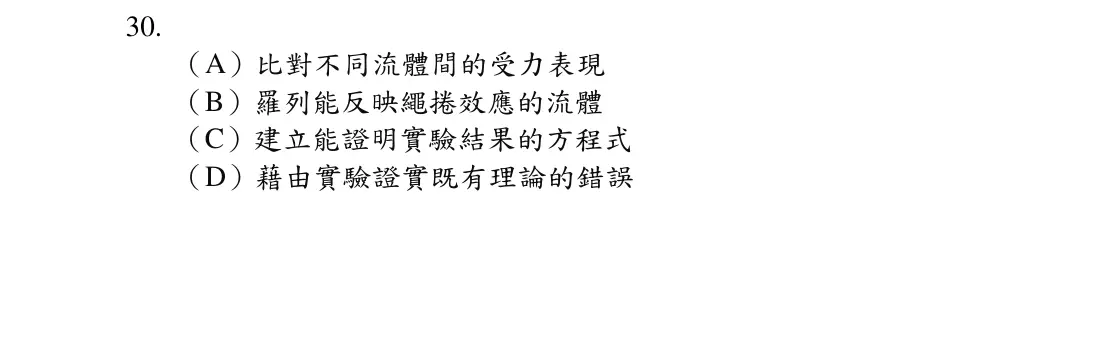 30.
（A）比對不同流體間的受力表現
（B）羅列能反映繩捲效應的流體
（C）建立能證明實驗結果的方程式
（D）藉由實驗證實既有理論的錯誤